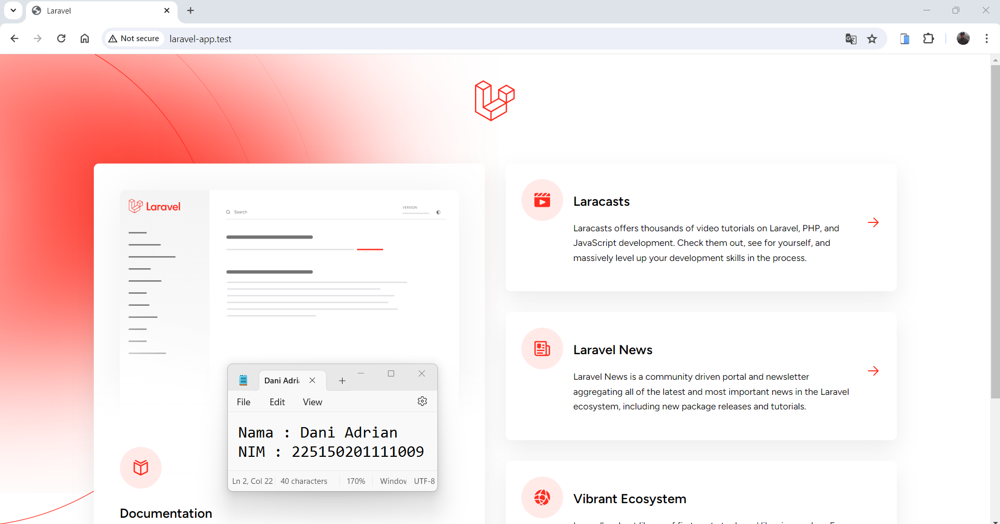 Laravel
Not secure
laravel-app.test
Laravel
Search
VERSION
Laracasts
Laracasts offers thousands of video tutorials on Laravel, PHP, and
JavaScript development. Check them out, see for yourself, and
massively level up your development skills in the process.
Laravel News
Laravel News is a community driven portal and newsletter
aggregating all of the latest and most important news in the Laravel
ecosystem, including new package releases and tutorials.
Dani Adri
File Edit View
Nama : Dani Adrian
NIM : 225150201111009
Ln 2, Col 22 40 characters 170% Window UTF-8
Documentation
Vibrant Ecosystem